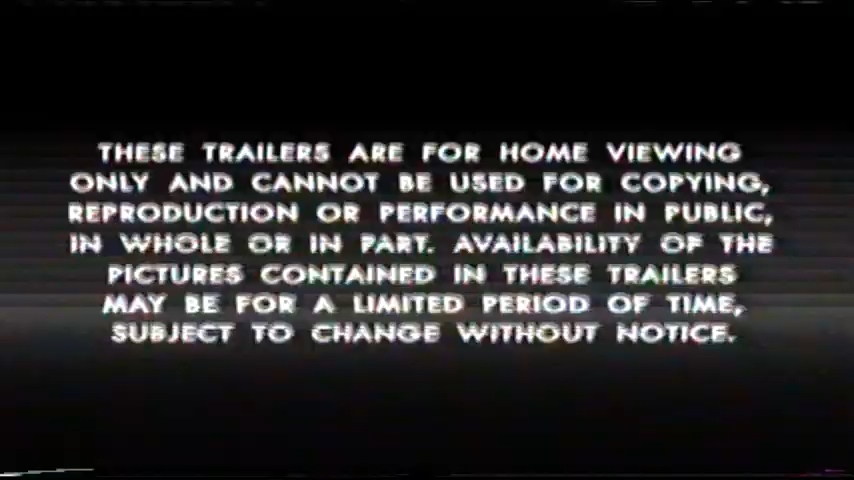 THESE TRAILERS ARE FOR HOME VIEWING
ONLY AND CANNOT BE USED FOR COPYING,
REPRODUCTION OR PERFORMANCE IN PUBLIC,
IN WHOLE OR IN PART. AVAILABILITY OF THE
PICTURES CONTAINED IN THESE TRAILERS
MAY BE FOR A LIMITED PERIOD OF TIME,
SUBJECT TO CHANGE WITHOUT NOTICE.